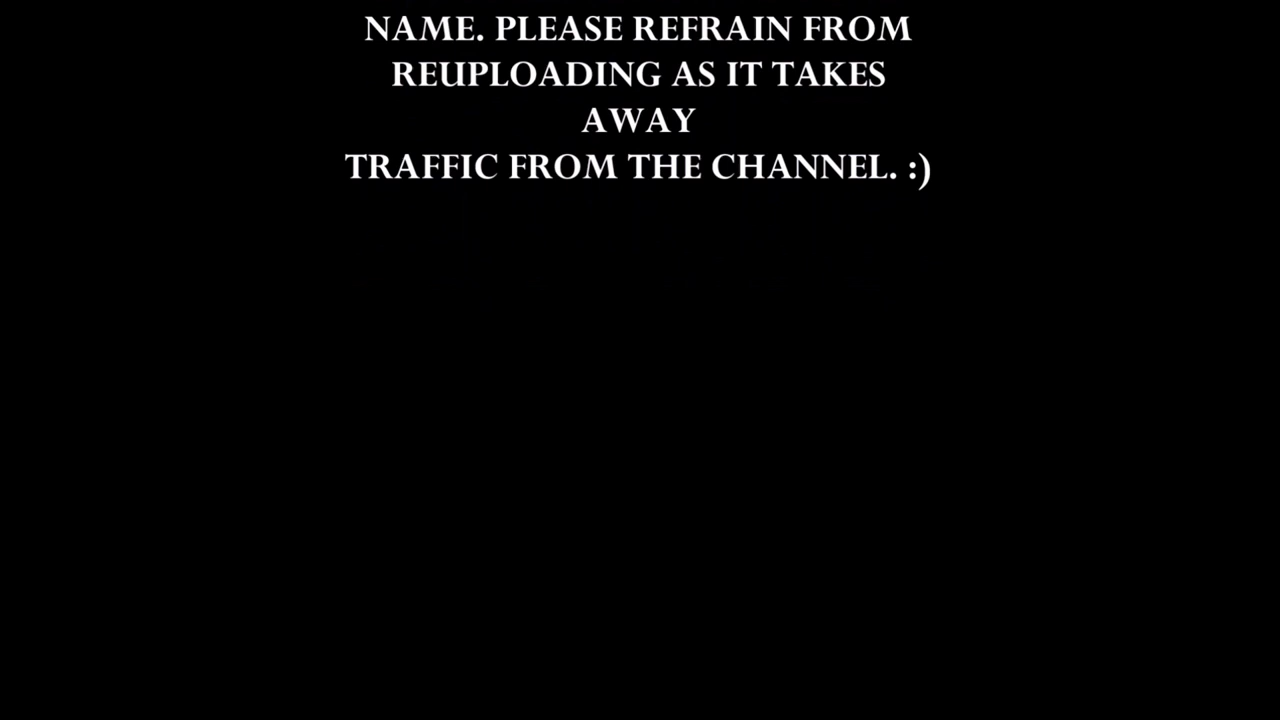 NAME. PLEASE REFRAIN FROM
REUPLOADING AS IT TAKES
AWAY
TRAFFIC FROM THE CHANNEL. :)